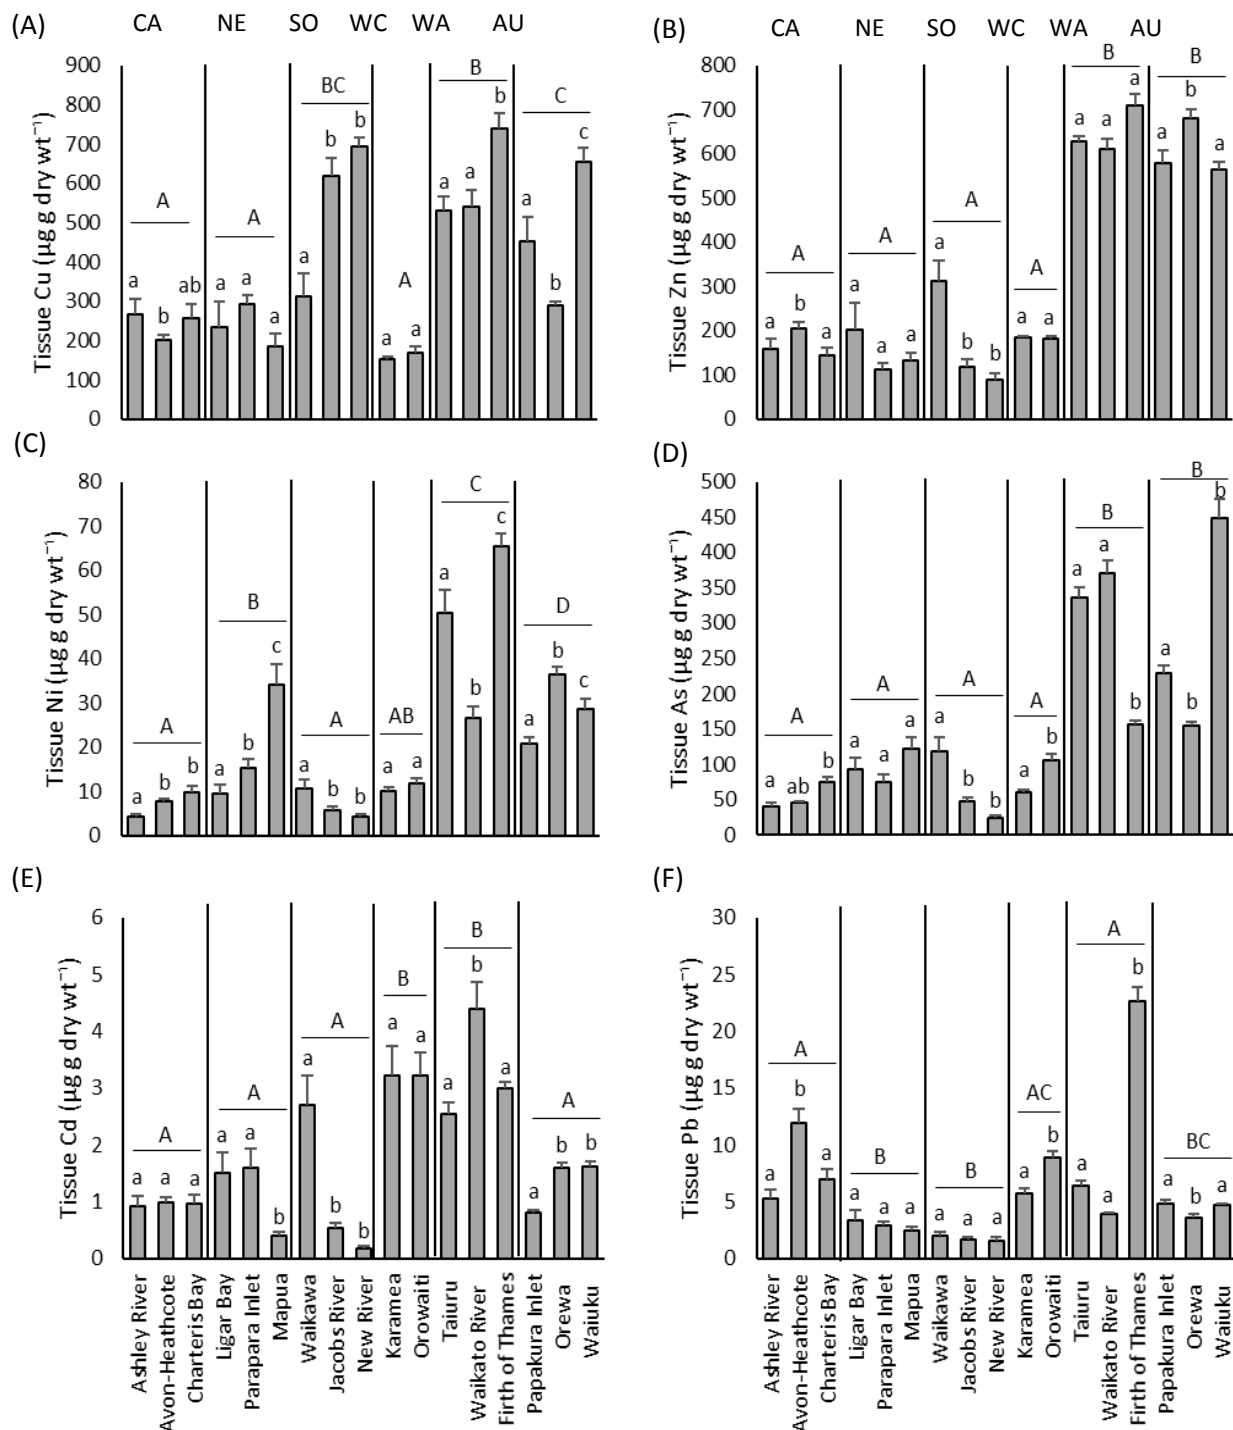 (A) CA NE SO WC WA AU
Tissue Cu (µg g dry wt⁻¹)
900
800
700
600
500
400
300
200
100
0
A A BC A B C
a b ab a a a a b b a a a a b a b c
(B) CA NE SO WC WA AU
Tissue Zn (µg g dry wt⁻¹)
800
700
600
500
400
300
200
100
0
A A A A B B
a b a a a a a b b a a a a a a b a
(C)
Tissue Ni (µg g dry wt⁻¹)
80
70
60
50
40
30
20
10
0
A B A AB C D
a b b a b c a b b a a a b c a b c
(D)
Tissue As (µg g dry wt⁻¹)
500
450
400
350
300
250
200
150
100
50
0
A A A A B B
a ab b a a a a b b a b a a b a b b
(E)
Tissue Cd (µg g dry wt⁻¹)
6
5
4
3
2
1
0
A A A B B A
a a a a a b a b b a a a b a a b b
Ashley River
Avon-Heathcote
Charteris Bay
Ligar Bay
Parapara Inlet
Mapua
Waikawa
Jacobs River
New River
Karamea
Orowaiti
Taiuru
Waikato River
Firth of Thames
Papakura Inlet
Orewa
Waiuku
(F)
Tissue Pb (µg g dry wt⁻¹)
30
25
20
15
10
5
0
A B B AC A BC
a b a a a a a a a a b a a b a b a
Ashley River
Avon-Heathcote
Charteris Bay
Ligar Bay
Parapara Inlet
Mapua
Waikawa
Jacobs River
New River
Karamea
Orowaiti
Taiuru
Waikato River
Firth of Thames
Papakura Inlet
Orewa
Waiuku